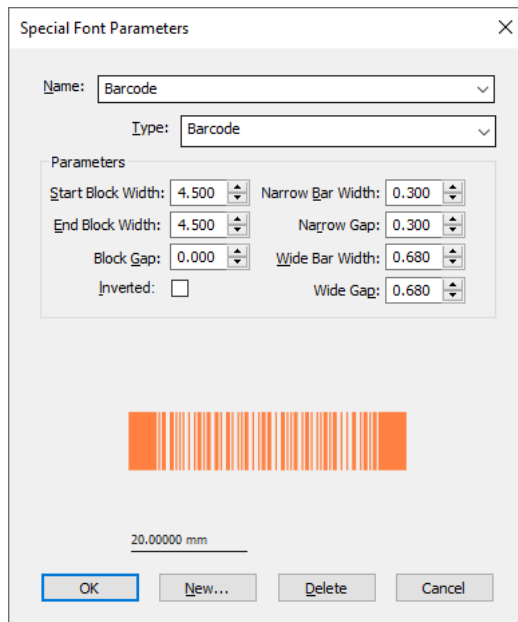 Special Font Parameters
Name: Barcode
Type: Barcode
Parameters
Start Block Width: 4.500 Narrow Bar Width: 0.300
End Block Width: 4.500 Narrow Gap: 0.300
Block Gap: 0.000 Wide Bar Width: 0.680
Inverted: Wide Gap: 0.680
20.00000 mm
OK New... Delete Cancel